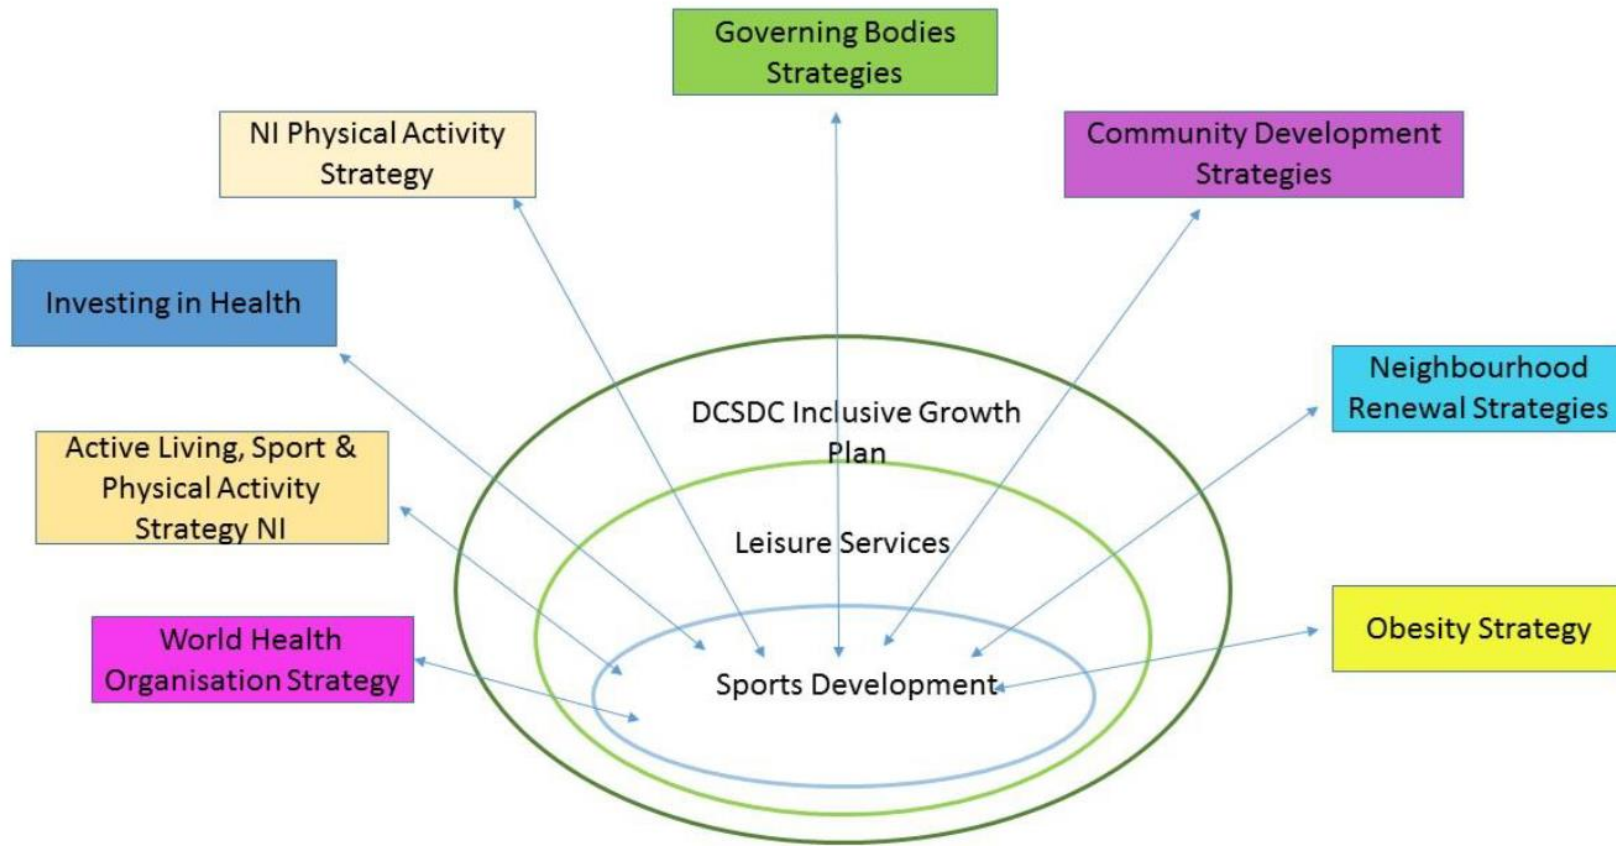 Governing Bodies
Strategies
NI Physical Activity
Strategy
Community Development
Strategies
Investing in Health
Neighbourhood
Renewal Strategies
DCSDC Inclusive Growth
Plan
Active Living, Sport &
Physical Activity
Strategy NI
Leisure Services
Obesity Strategy
World Health
Organisation Strategy
Sports Development